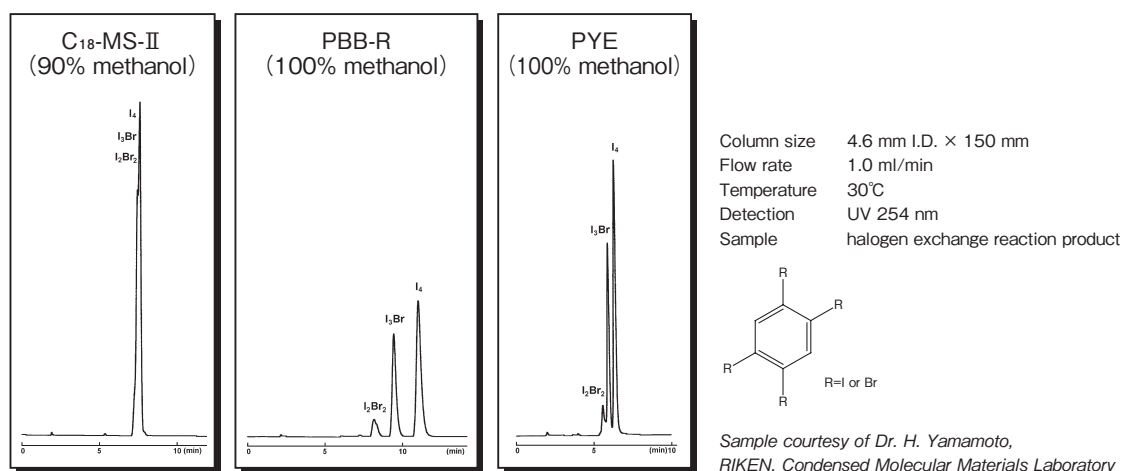 C₁₈-MS-Ⅱ
(90% methanol)
I₄
I₃Br
I₂Br₂
0
5
10 (min)
PBB-R
(100% methanol)
I₄
I₃Br
I₂Br₂
0
5
10
(min)
PYE
(100% methanol)
I₄
I₃Br
I₂Br₂
0
5
(min)10
Column size 4.6 mm I.D. × 150 mm
Flow rate 1.0 ml/min
Temperature 30℃
Detection UV 254 nm
Sample halogen exchange reaction product
R
R
R
R
R=I or Br
Sample courtesy of Dr. H. Yamamoto,
RIKEN, Condensed Molecular Materials Laboratory